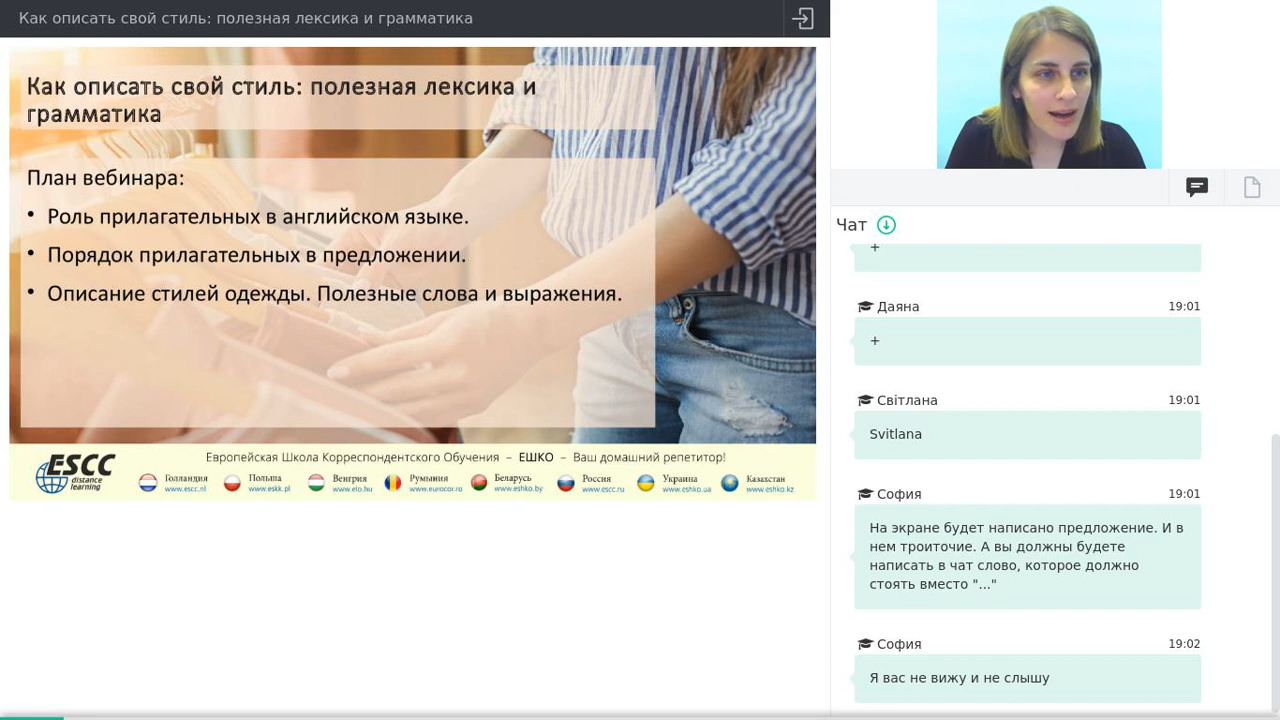 Как описать свой стиль: полезная лексика и грамматика
Как описать свой стиль: полезная лексика и
грамматика
План вебинара:
• Роль прилагательных в английском языке.
• Порядок прилагательных в предложении.
• Описание стилей одежды. Полезные слова и выражения.
ESCC
distance
learning
Европейская Школа Корреспондентского Обучения – ЕШКО – Ваш домашний репетитор!
Голландия
www.escc.nl
Польша
www.eskk.pl
Венгрия
www.eio.hu
Румыния
www.eurocor.ro
Беларусь
www.eshko.by
Россия
www.escc.ru
Украина
www.eshko.ua
Казахстан
www.eshko.kz
Чат
+
Даяна 19:01
+
Світлана 19:01
Svitlana
София 19:01
На экране будет написано предложение. И в
нем троиточие. А вы должны будете
написать в чат слово, которое должно
стоять вместо "..."
София 19:02
Я вас не вижу и не слышу